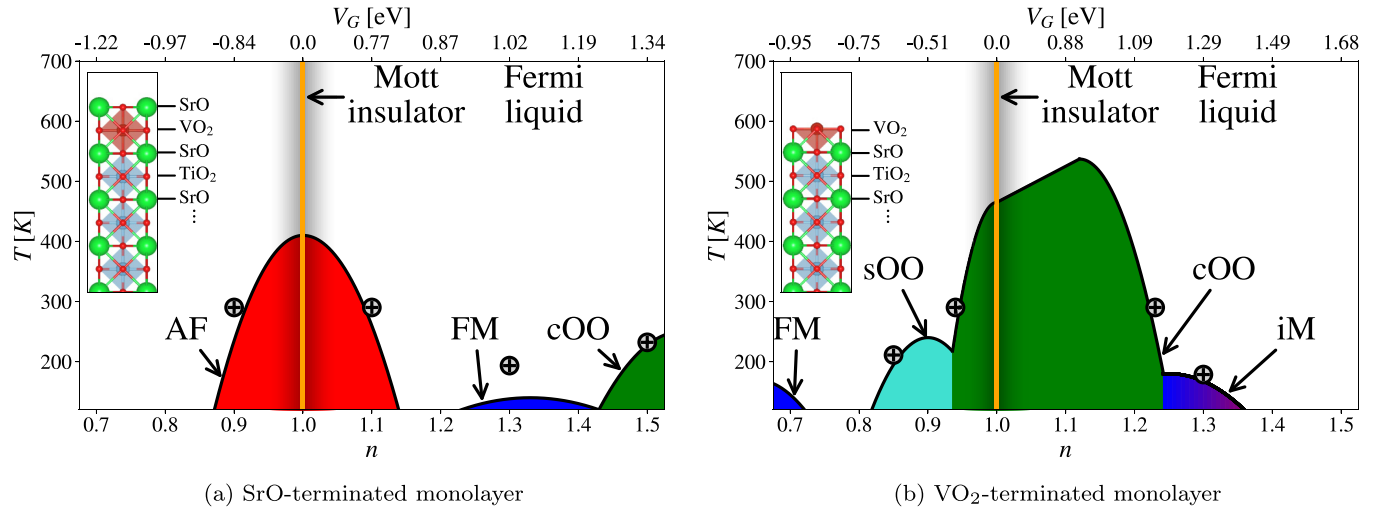 V_G [eV]
-1.22 -0.97 -0.84 0.0 0.77 0.87 1.02 1.19 1.34
700
600
500
400
300
200
T [K]
SrO
VO₂
SrO
TiO₂
SrO
⋮
Mott
insulator
Fermi
liquid
AF
FM
cOO
0.7 0.8 0.9 1.0 1.1 1.2 1.3 1.4 1.5
n
(a) SrO-terminated monolayer
V_G [eV]
-0.95 -0.75 -0.51 0.0 0.88 1.09 1.29 1.49 1.68
700
600
500
400
300
200
T [K]
VO₂
SrO
TiO₂
SrO
⋮
Mott
insulator
Fermi
liquid
sOO
cOO
FM
iM
0.7 0.8 0.9 1.0 1.1 1.2 1.3 1.4 1.5
n
(b) VO₂-terminated monolayer